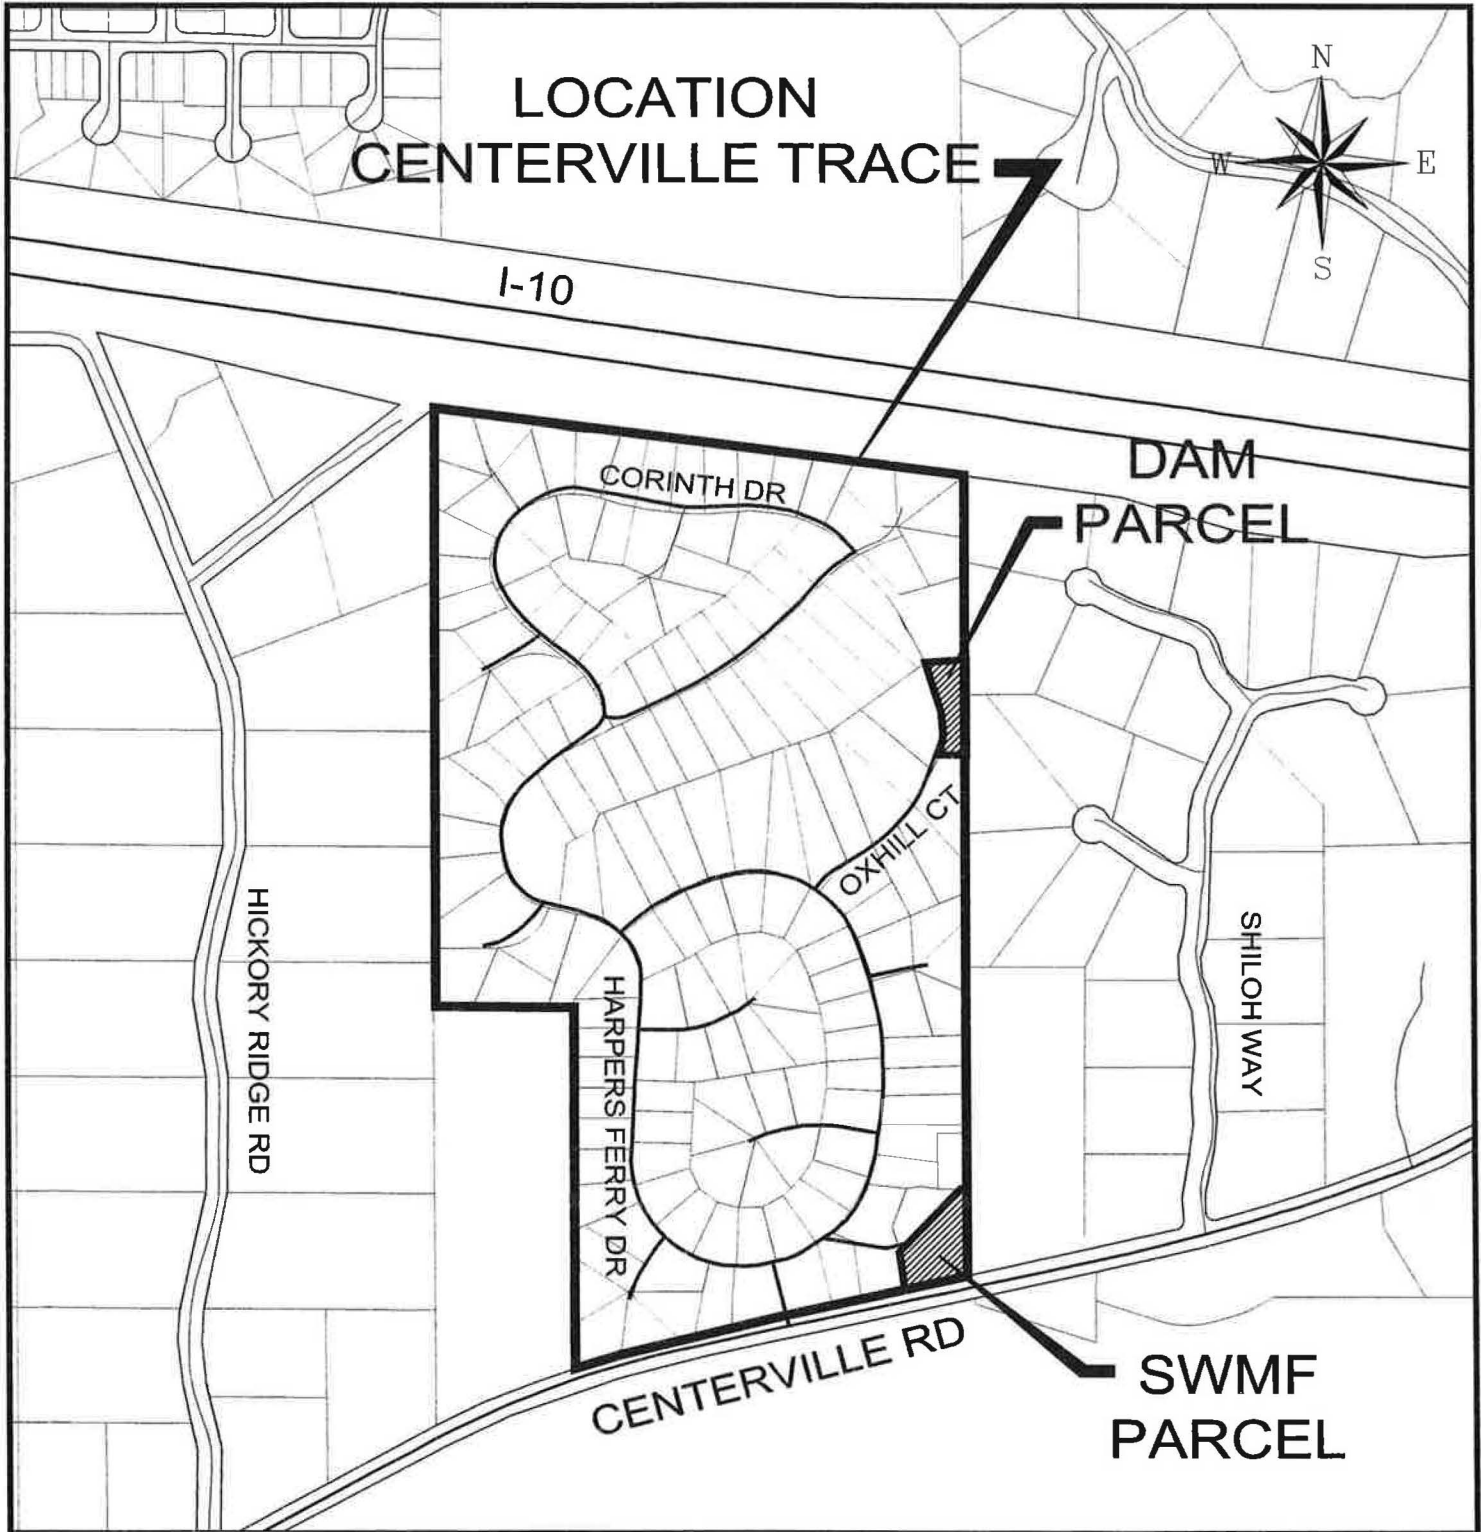 LOCATION
CENTERVILLE TRACE
N
W
E
S
I-10
DAM
PARCEL
CORINTH DR
OXHILL CT
HICKORY RIDGE RD
HARPERS FERRY DR
SHILOH WAY
CENTERVILLE RD
SWMF
PARCEL